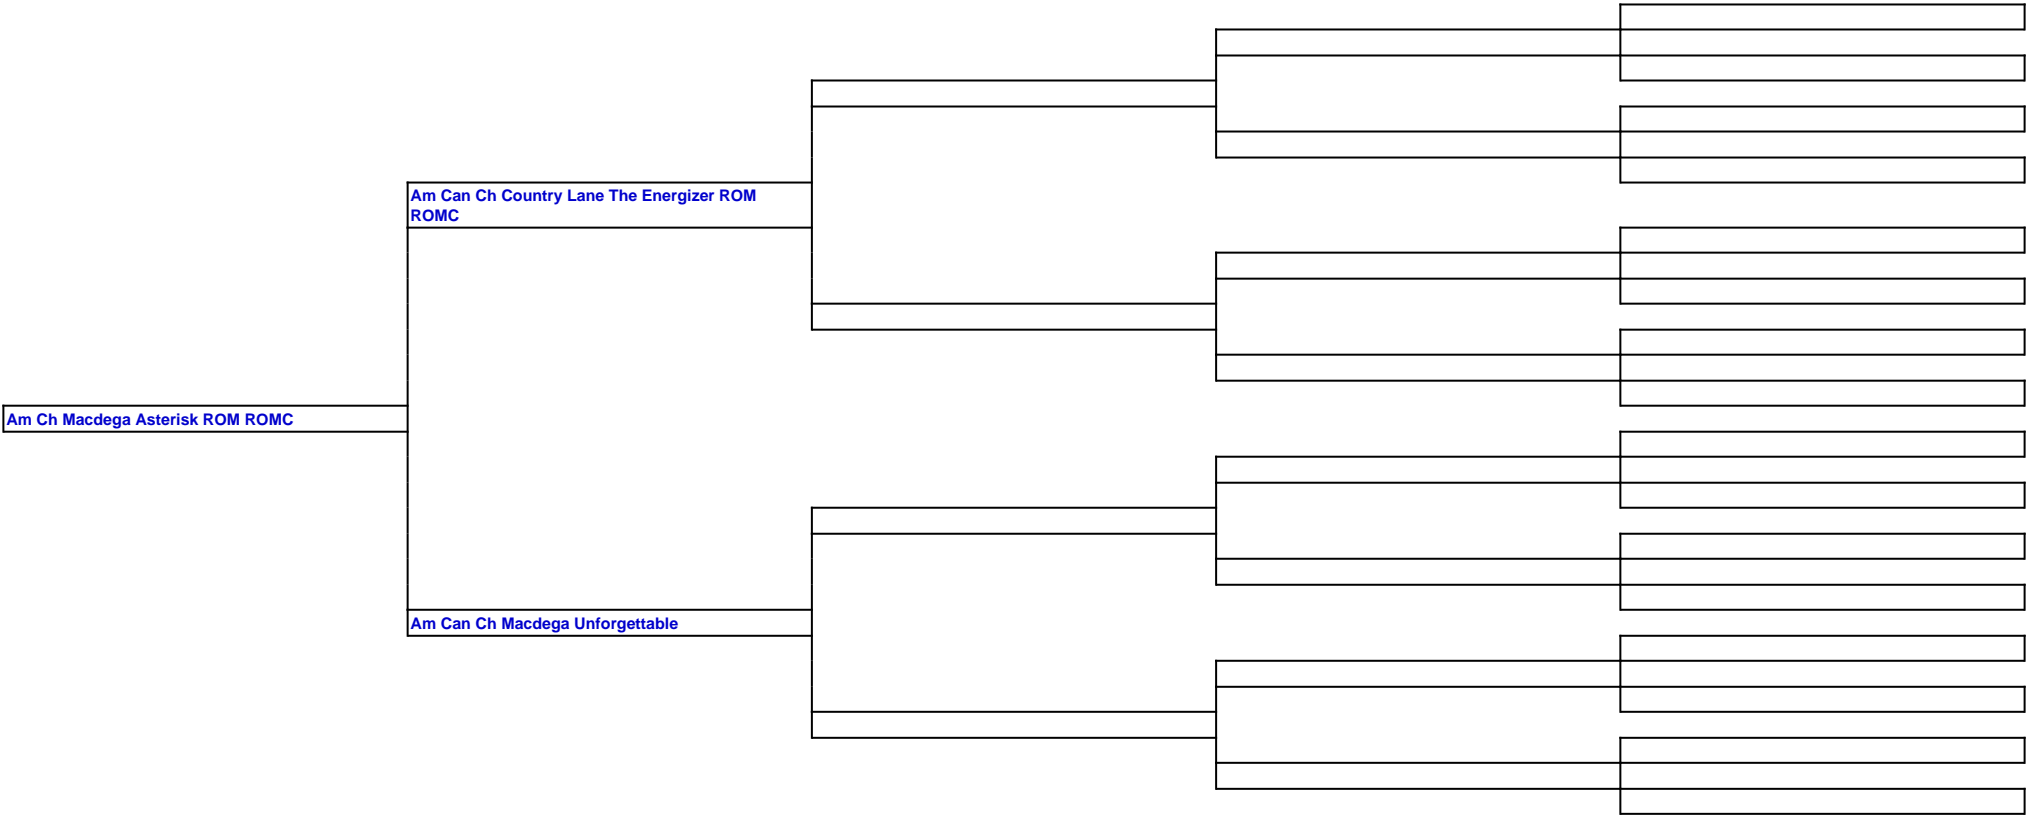 Am Can Ch Country Lane The Energizer ROM
ROMC
Am Ch Macdega Asterisk ROM ROMC
Am Can Ch Macdega Unforgettable